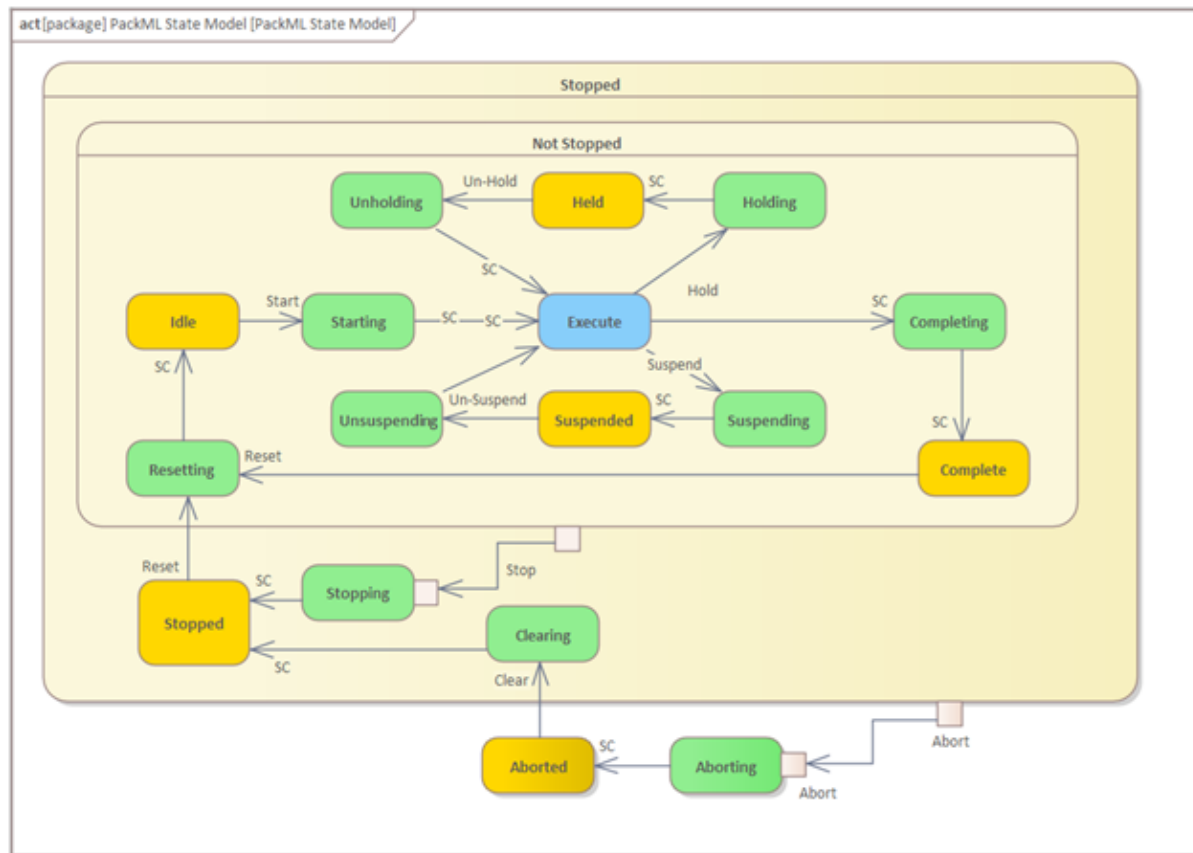 act [package] PackML State Model [PackML State Model]
Stopped
Not Stopped
Unholding
Un-Hold
Held
SC
Holding
SC
Hold
Idle
Start
Starting
SC
SC
Execute
SC
Completing
SC
Suspend
Unsuspending
Un-Suspend
Suspended
SC
Suspending
SC
Resetting
Reset
Complete
Reset
SC
Stopping
Stop
Stopped
SC
Clearing
Clear
Aborted
SC
Aborting
Abort
Abort